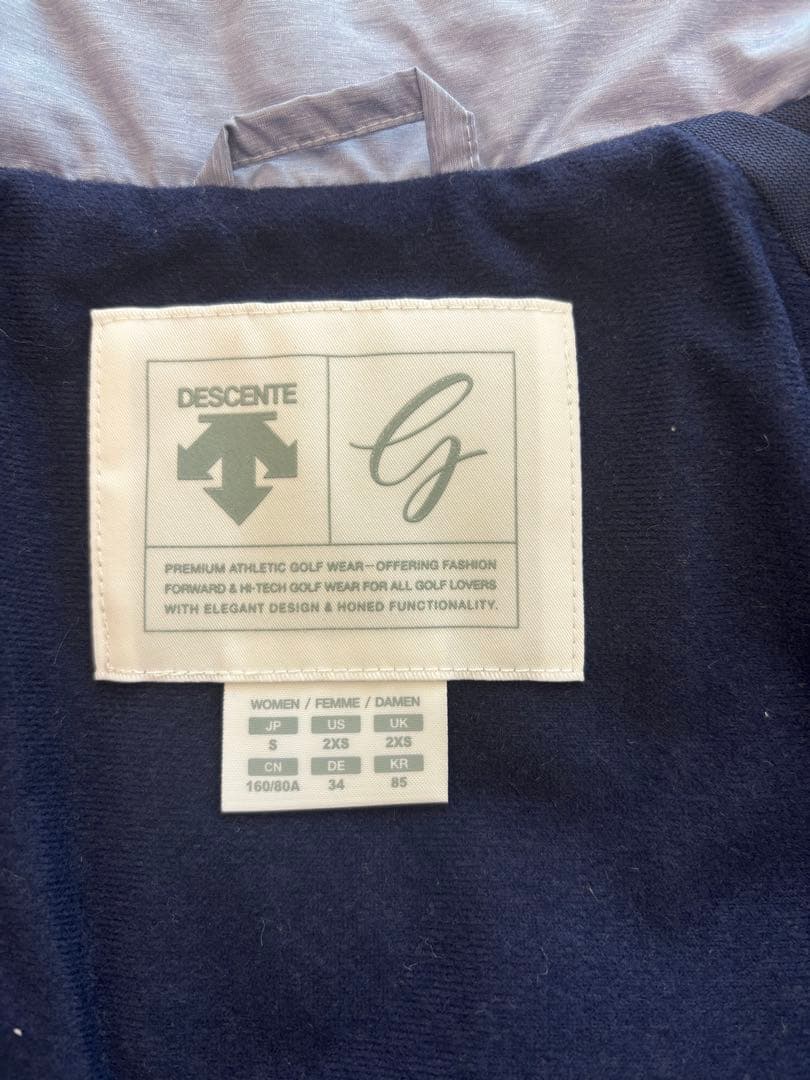 DESCENTE
G
PREMIUM ATHLETIC GOLF WEAR—OFFERING FASHION
FORWARD & HI-TECH GOLF WEAR FOR ALL GOLF LOVERS
WITH ELEGANT DESIGN & HONED FUNCTIONALITY.
WOMEN / FEMME / DAMEN
JP US UK
S 2XS 2XS
CN DE KR
160/80A 34 85